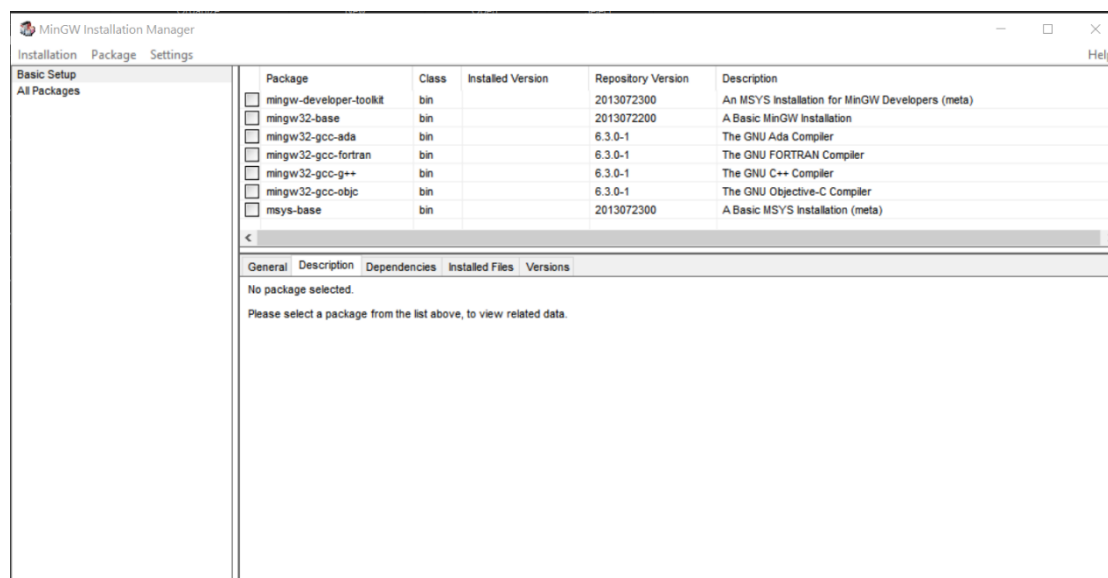 MinGW Installation Manager
Installation Package Settings Help
Basic Setup
All Packages
Package Class Installed Version Repository Version Description
mingw-developer-toolkit bin 2013072300 An MSYS Installation for MinGW Developers (meta)
mingw32-base bin 2013072200 A Basic MinGW Installation
mingw32-gcc-ada bin 6.3.0-1 The GNU Ada Compiler
mingw32-gcc-fortran bin 6.3.0-1 The GNU FORTRAN Compiler
mingw32-gcc-g++ bin 6.3.0-1 The GNU C++ Compiler
mingw32-gcc-objc bin 6.3.0-1 The GNU Objective-C Compiler
msys-base bin 2013072300 A Basic MSYS Installation (meta)
General Description Dependencies Installed Files Versions
No package selected.
Please select a package from the list above, to view related data.